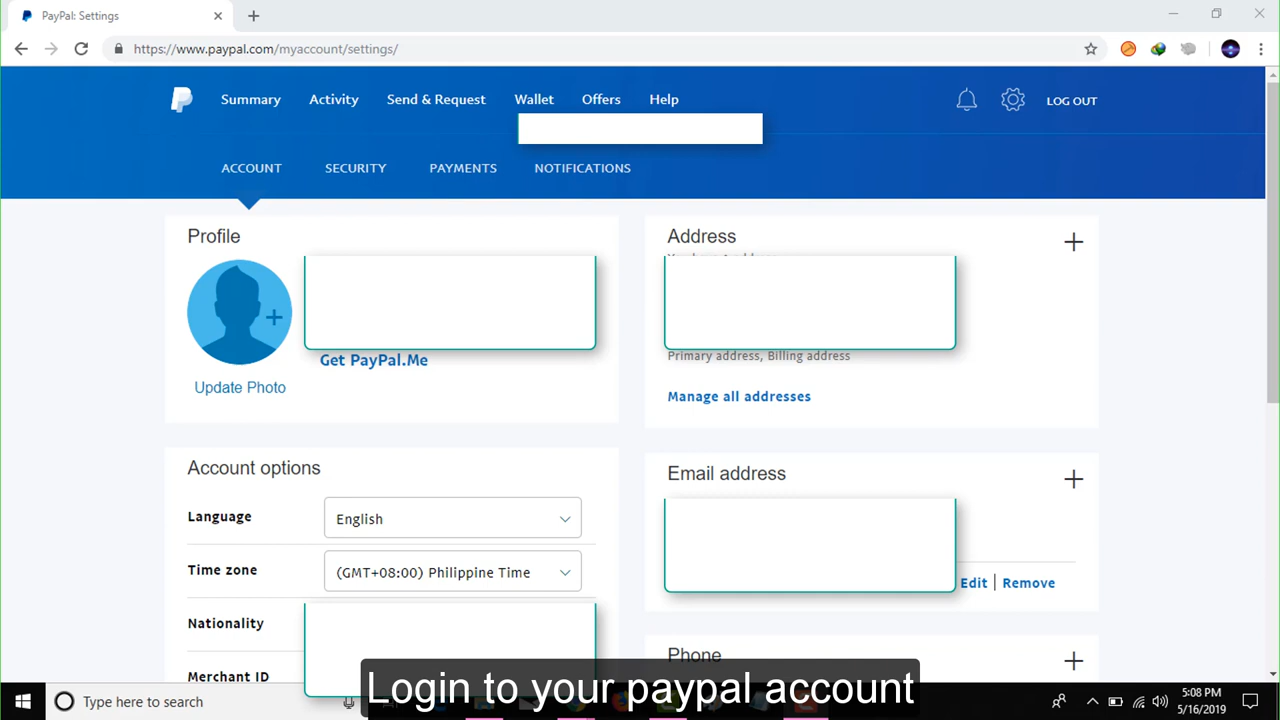 PayPal: Settings
https://www.paypal.com/myaccount/settings/
Summary Activity Send & Request Wallet Offers Help LOG OUT
ACCOUNT SECURITY PAYMENTS NOTIFICATIONS
Profile
Get PayPal.Me
Update Photo
Address
Primary address, Billing address
Manage all addresses
Account options
Language English
Time zone (GMT+08:00) Philippine Time
Nationality
Merchant ID
Email address
Edit | Remove
Phone
Login to your paypal account
Type here to search
5:08 PM
5/16/2019